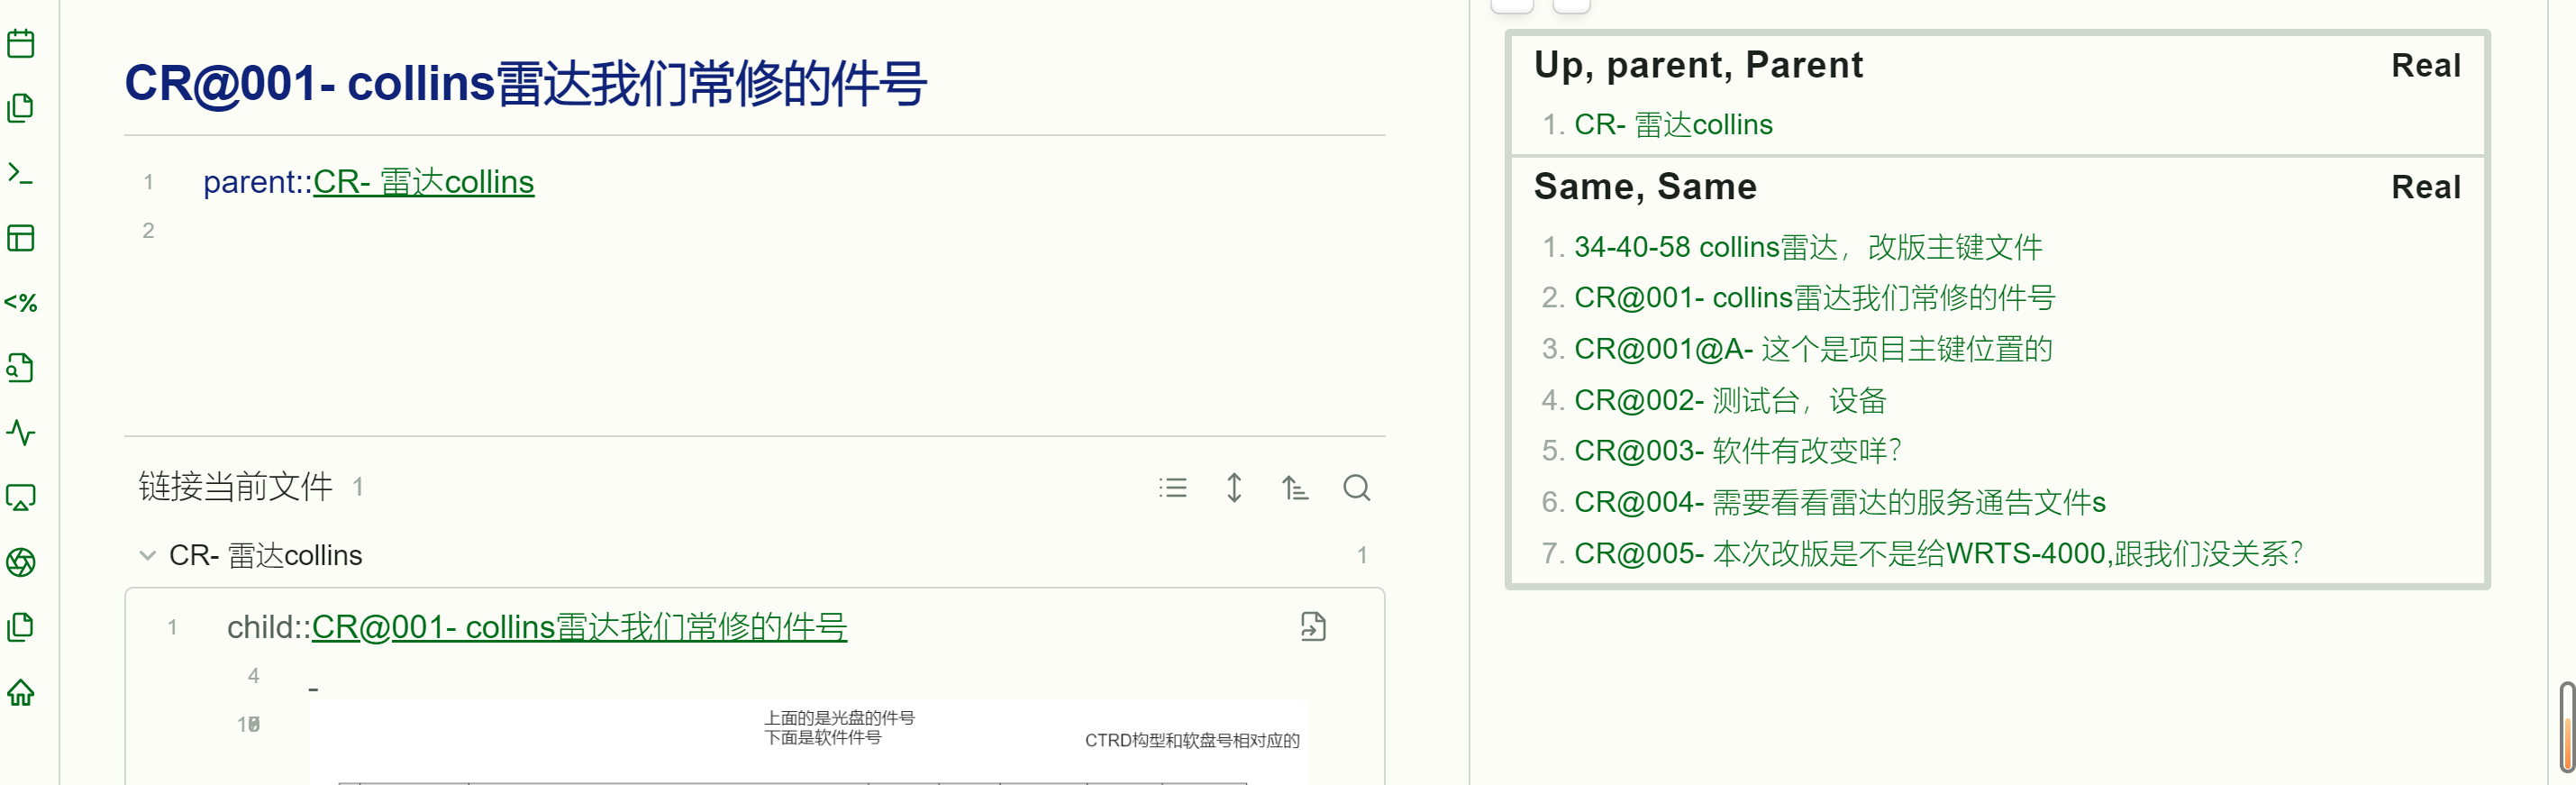 CR@001- collins雷达我们常修的件号
1 parent::CR- 雷达collins
2
链接当前文件 1
CR- 雷达collins 1
1 child::CR@001- collins雷达我们常修的件号
4 -
上面的是光盘的件号
下面是软件件号
CTRD构型和软盘号相对应的
<%
Up, parent, Parent Real
1. CR- 雷达collins
Same, Same Real
1. 34-40-58 collins雷达，改版主键文件
2. CR@001- collins雷达我们常修的件号
3. CR@001@A- 这个是项目主键位置的
4. CR@002- 测试台，设备
5. CR@003- 软件有改变咩？
6. CR@004- 需要看看雷达的服务通告文件s
7. CR@005- 本次改版是不是给WRTS-4000,跟我们没关系？